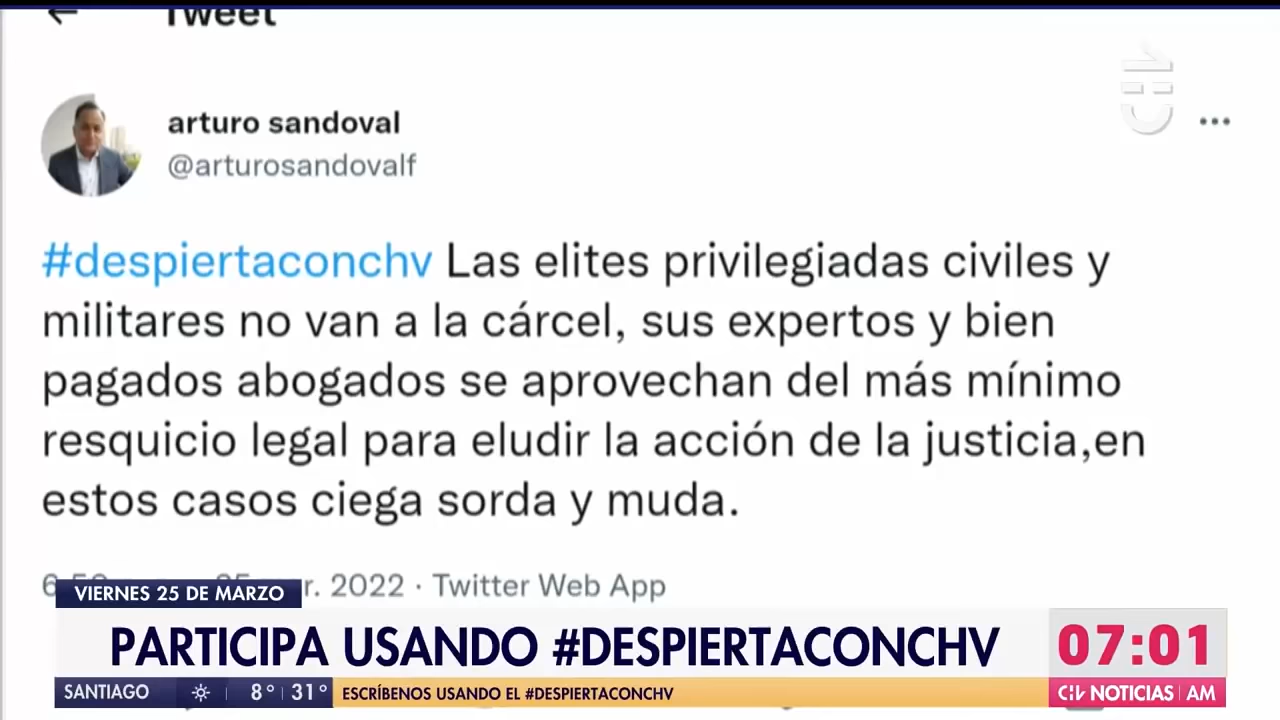 Tweet
arturo sandoval
@arturosandovalf
#despiertaconchv Las elites privilegiadas civiles y
militares no van a la cárcel, sus expertos y bien
pagados abogados se aprovechan del más mínimo
resquicio legal para eludir la acción de la justicia,en
estos casos ciega sorda y muda.
r. 2022 · Twitter Web App
VIERNES 25 DE MARZO
PARTICIPA USANDO #DESPIERTACONCHV
07:01
SANTIAGO 8° 31° ESCRÍBENOS USANDO EL #DESPIERTACONCHV
CHV NOTICIAS AM